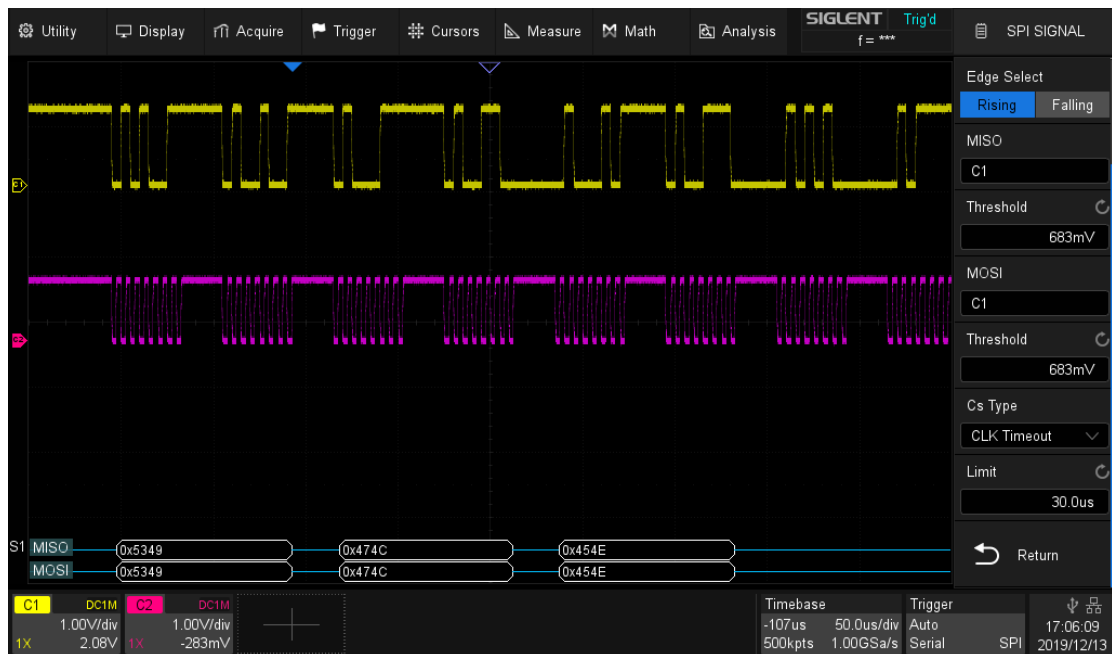 Utility Display Acquire Trigger Cursors Measure Math Analysis SIGLENT Trig'd
f = ***
SPI SIGNAL
Edge Select
Rising Falling
MISO
C1
Threshold
683mV
MOSI
C1
Threshold
683mV
Cs Type
CLK Timeout
Limit
30.0us
Return
C1
C2
S1 MISO 0x5349 0x474C 0x454E
MOSI 0x5349 0x474C 0x454E
C1 DC1M C2 DC1M Timebase Trigger
1.00V/div 1.00V/div -107us 50.0us/div Auto 17:06:09
1X 2.08V 1X -283mV 500kpts 1.00GSa/s Serial SPI 2019/12/13